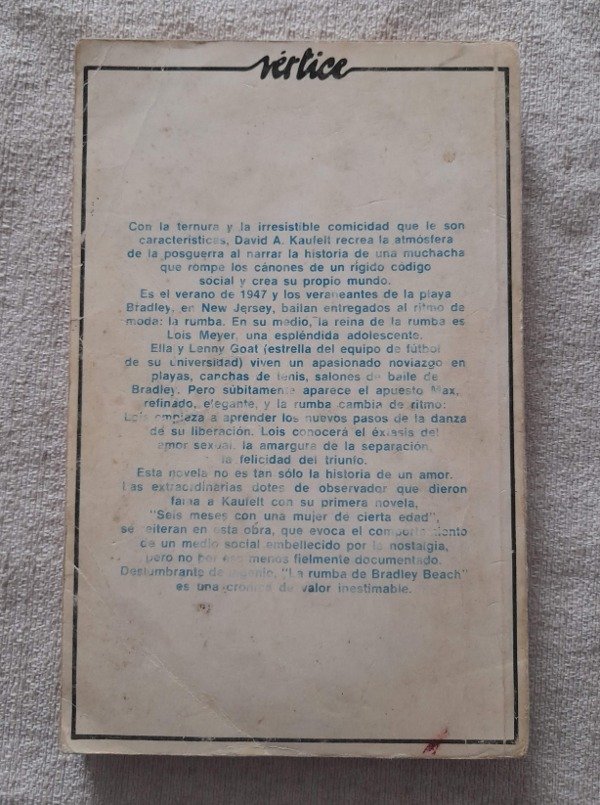 vértice
Con la ternura y la irresistible comicidad que le son
características, David A. Kaufelt recrea la atmósfera
de la posguerra al narrar la historia de una muchacha
que rompe los cánones de un rígido código
social y crea su propio mundo.
Es el verano de 1947 y los veraneantes de la playa
Bradley, en New Jersey, bailan entregados al ritmo de
moda: la rumba. En su medio, la reina de la rumba es
Lois Meyer, una espléndida adolescente.
Ella y Lenny Goat (estrella del equipo de fútbol
de su universidad) viven un apasionado noviazgo en
playas, canchas de tenis, salones de baile de
Bradley. Pero súbitamente aparece el apuesto Max,
refinado, elegante, y la rumba cambia de ritmo:
Lois empieza a aprender los nuevos pasos de la danza
de su liberación. Lois conocerá el éxtasis del
amor sexual, la amargura de la separación,
la felicidad del triunfo.
Esta novela no es tan sólo la historia de un amor.
Las extraordinarias dotes de observador que dieron
fama a Kaufelt con su primera novela,
"Seis meses con una mujer de cierta edad",
se reiteran en esta obra, que evoca el comportamiento
de un medio social embellecido por la nostalgia,
pero no por eso menos fielmente documentado.
Deslumbrante de ingenio, "La rumba de Bradley Beach"
es una crónica de valor inestimable.